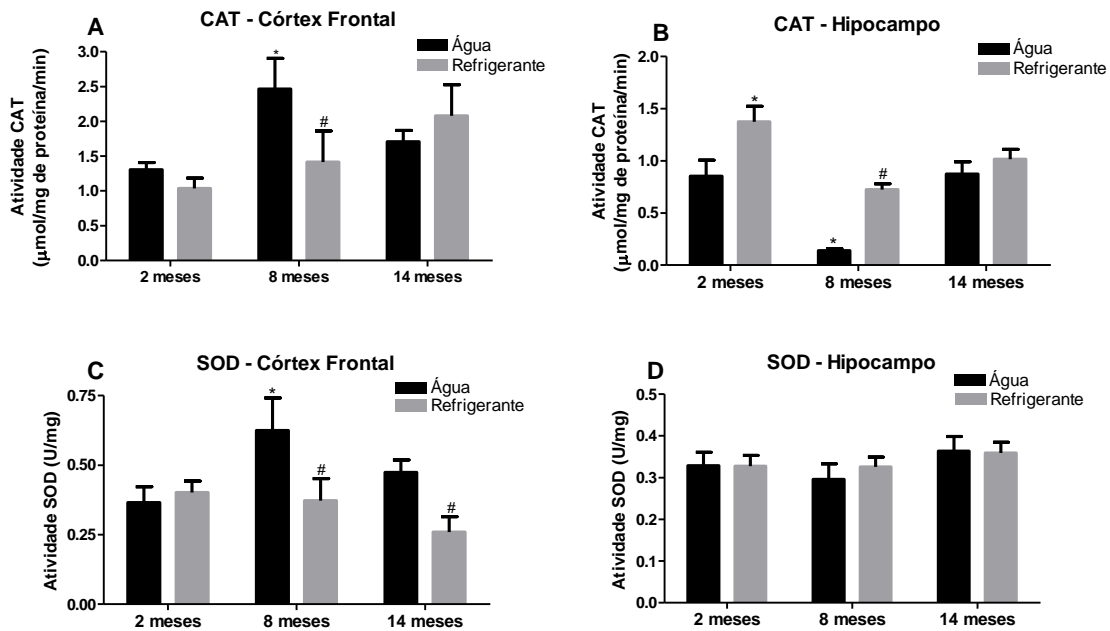 A
CAT - Córtex Frontal
Água
Refrigerante
Atividade CAT
(µmol/mg de proteína/min)
3.0
2.5
2.0
1.5
1.0
0.5
0.0
*
#
2 meses
8 meses
14 meses
B
CAT - Hipocampo
Água
Refrigerante
Atividade CAT
(µmol/mg de proteína/min)
2.0
1.5
1.0
0.5
0.0
*
*
#
2 meses
8 meses
14 meses
C
SOD - Córtex Frontal
Água
Refrigerante
Atividade SOD (U/mg)
0.75
0.50
0.25
0.00
*
#
#
2 meses
8 meses
14 meses
D
SOD - Hipocampo
Água
Refrigerante
Atividade SOD (U/mg)
0.5
0.4
0.3
0.2
0.1
0.0
2 meses
8 meses
14 meses